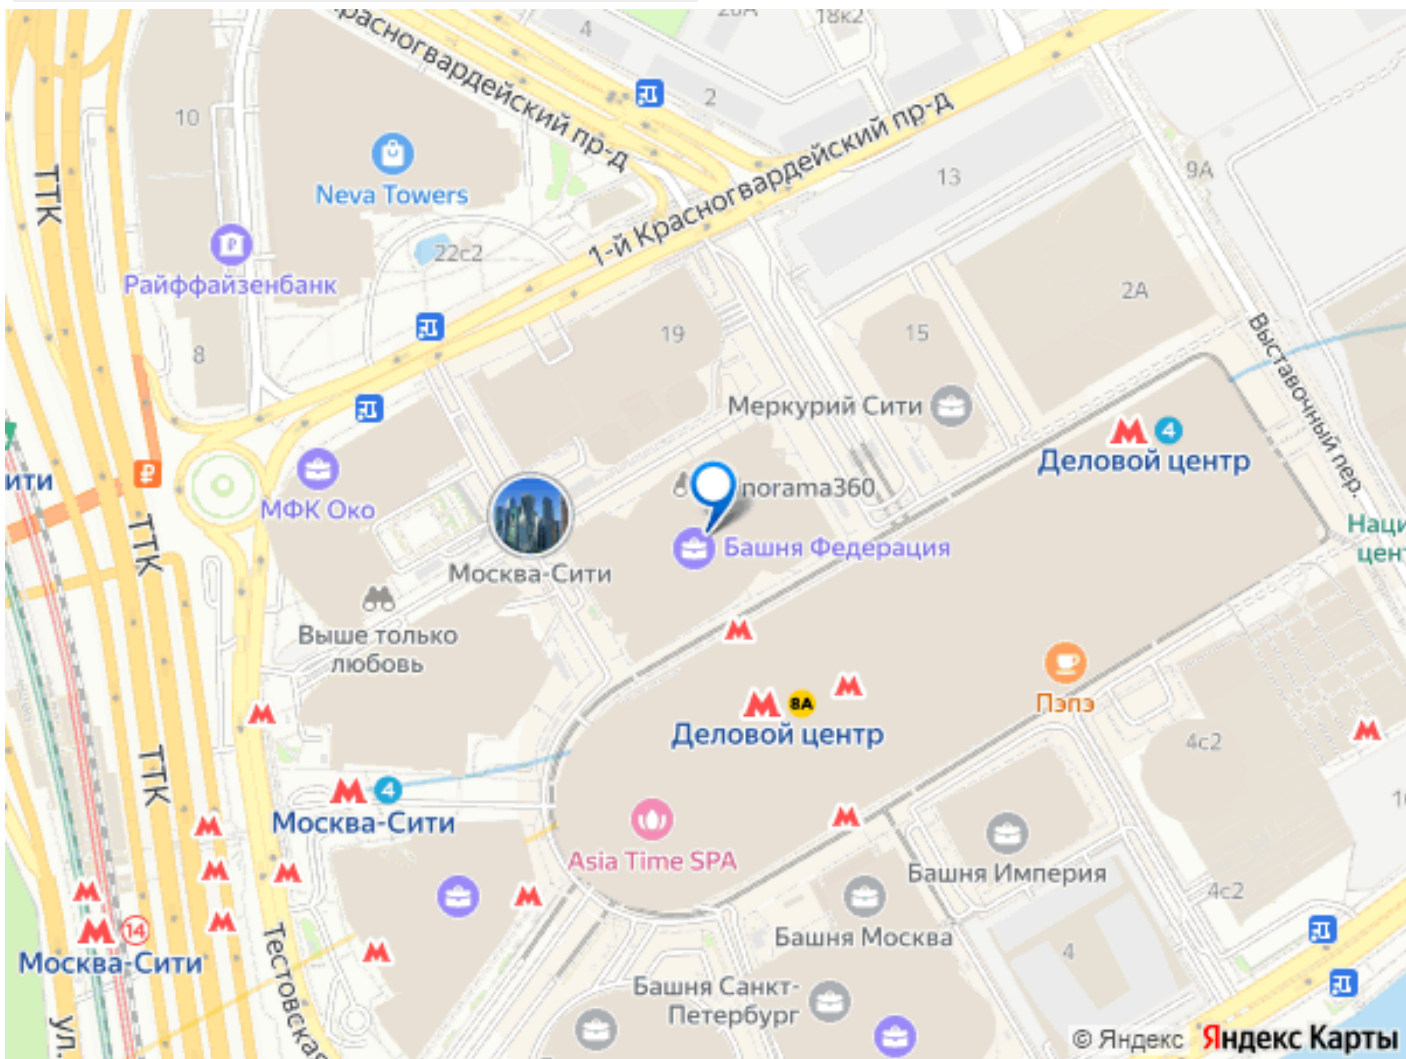 26А
18к2
4
Красногвардейский пр-д
2
10
1-й Красногвардейский пр-д
13
9А
ТТК
Neva Towers
22с2
Райффайзенбанк
2А
19
15
8
Выставочный пер.
Меркурий Сити
4
Деловой центр
ити
₽
МФК Око
norama360
Москва-Сити
Башня Федерация
ТТК
Наци
цен
Выше только
любовь
Пэпэ
8А
Деловой центр
4с2
ТТК
4
Москва-Сити
Asia Time SPA
Башня Империя
4с2
14
Москва-Сити
Тестовская
Башня Москва
4
Башня Санкт-
Петербург
ул.
© Яндекс Яндекс Карты